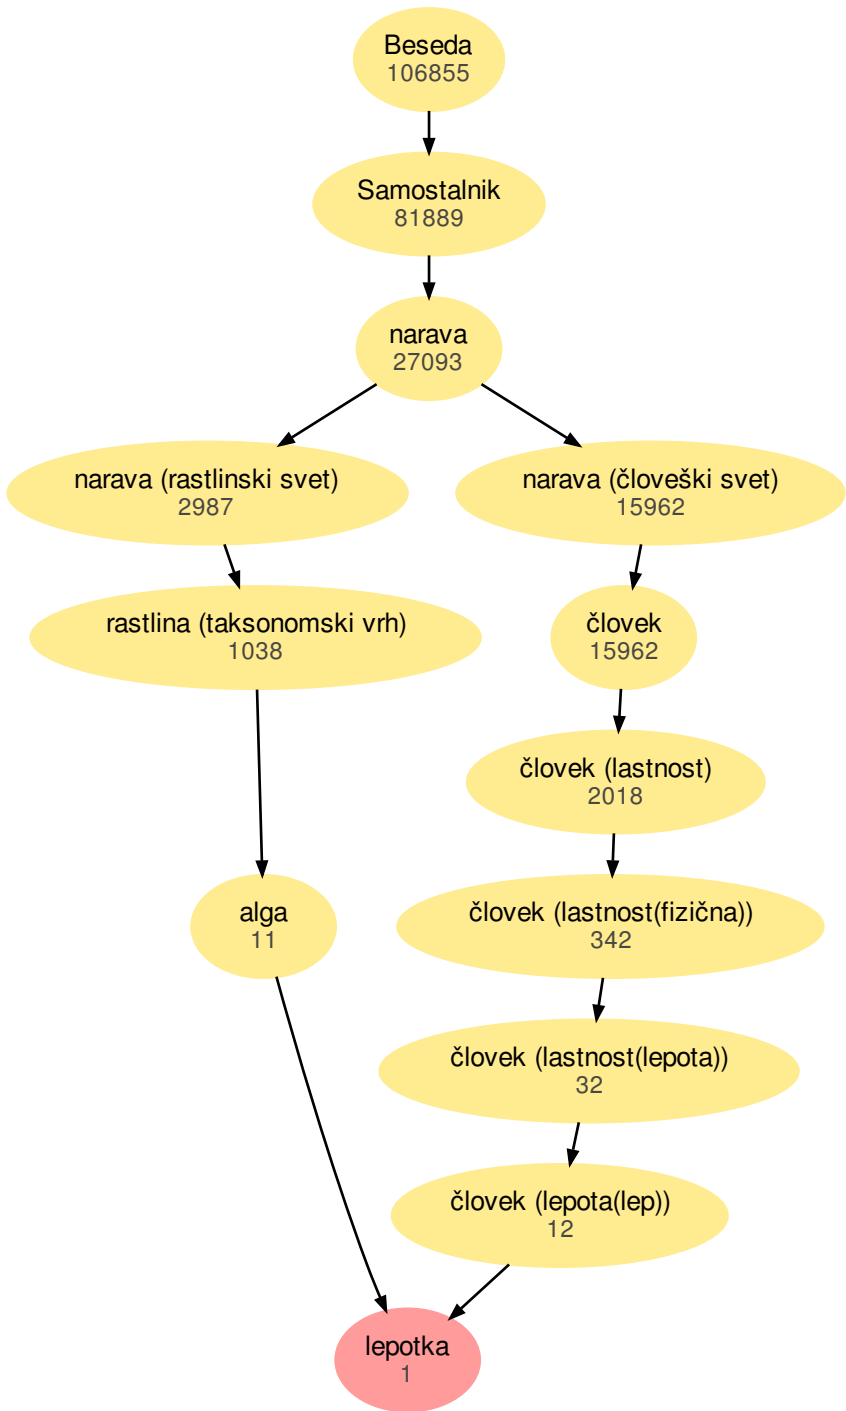 Beseda
106855
Samostalnik
81889
narava
27093
narava (rastlinski svet)
2987
narava (človeški svet)
15962
rastlina (taksonomski vrh)
1038
človek
15962
človek (lastnost)
2018
alga
11
človek (lastnost(fizična))
342
človek (lastnost(lepota))
32
človek (lepota(lep))
12
lepotka
1